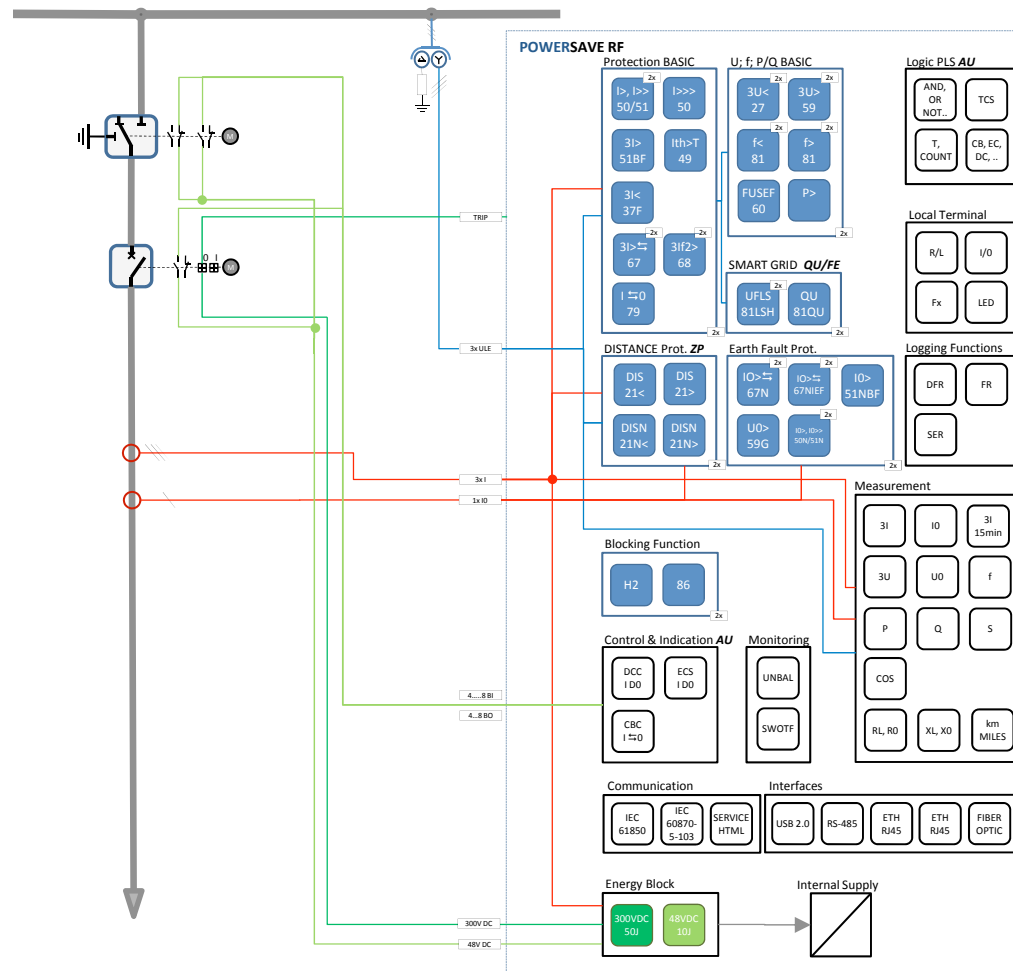 POWERSAVE RF
Protection BASIC
2x
I>, I>>
50/51
I>>>
50
3I>
51BF
Ith>T
49
3I<
37F
2x
2x
3I>⇆
67
3If2>
68
I ⇆0
79
2x
U; f; P/Q BASIC
2x
2x
3U<
27
3U>
59
2x
2x
f<
81
f>
81
FUSEF
60
P>
2x
SMART GRID QU/FE
2x
UFLS
81LSH
QU
81QU
2x
Logic PLS AU
AND,
OR
NOT..
TCS
T,
COUNT
CB, EC,
DC, ..
Local Terminal
R/L
I/0
Fx
LED
Logging Functions
DFR
FR
SER
DISTANCE Prot. ZP
DIS
21<
DIS
21>
DISN
21N<
DISN
21N>
2x
Earth Fault Prot.
2x
2x
IO>⇆
67N
IO>⇆
67NIEF
I0>
51NBF
2x
U0>
59G
I0>, I0>>
50N/51N
2x
Measurement
3I
I0
3I
15min
3U
U0
f
P
Q
S
COS
RL, R0
XL, X0
km
MILES
Blocking Function
H2
86
2x
Control & Indication AU
DCC
I D0
ECS
I D0
CBC
I ⇆0
Monitoring
UNBAL
SWOTF
Communication
IEC
61850
IEC
60870-
5-103
SERVICE
HTML
Interfaces
USB 2.0
RS-485
ETH
RJ45
ETH
RJ45
FIBER
OPTIC
Energy Block
300VDC
50J
48VDC
10J
Internal Supply
M
0 I
M
TRIP
3x ULE
3x I
1x I0
4.....8 BI
4...8 BO
300V DC
48V DC